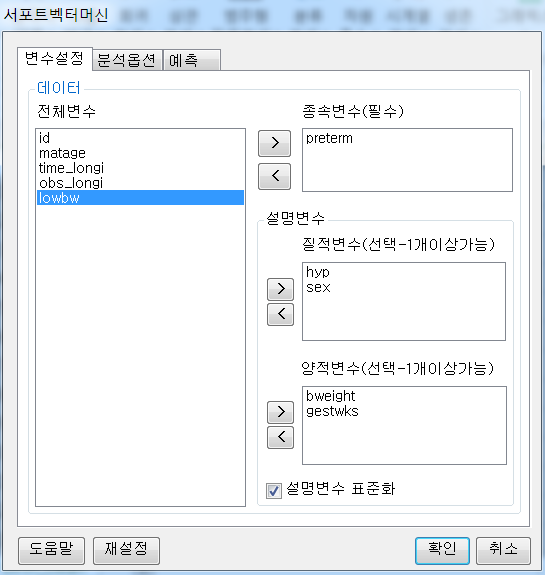 서포트벡터머신
변수설정 분석옵션 예측
데이터
전체변수
id
matage
time_longi
obs_longi
lowbw
>
<
종속변수(필수)
preterm
설명변수
질적변수(선택-1개이상가능)
>
<
hyp
sex
양적변수(선택-1개이상가능)
>
<
bweight
gestwks
설명변수 표준화
도움말 재설정 확인 취소